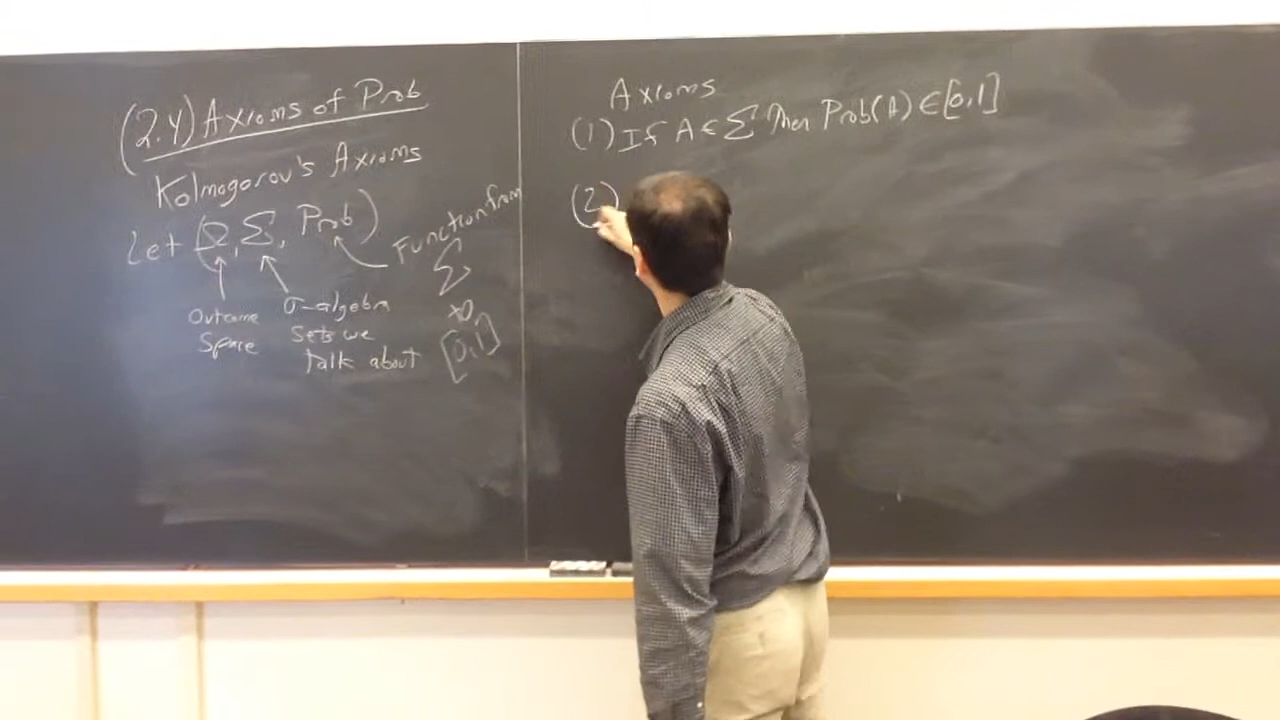 (2.4) Axioms of Prob
Kolmogorov's Axioms
Let (Ω, Σ, Prob)
Outcome
Space
σ-algebra
Sets we
talk about
Function from
Σ
to
[0,1]
Axioms
(1) If A ∈ Σ Then Prob(A) ∈ [0,1]
(2)